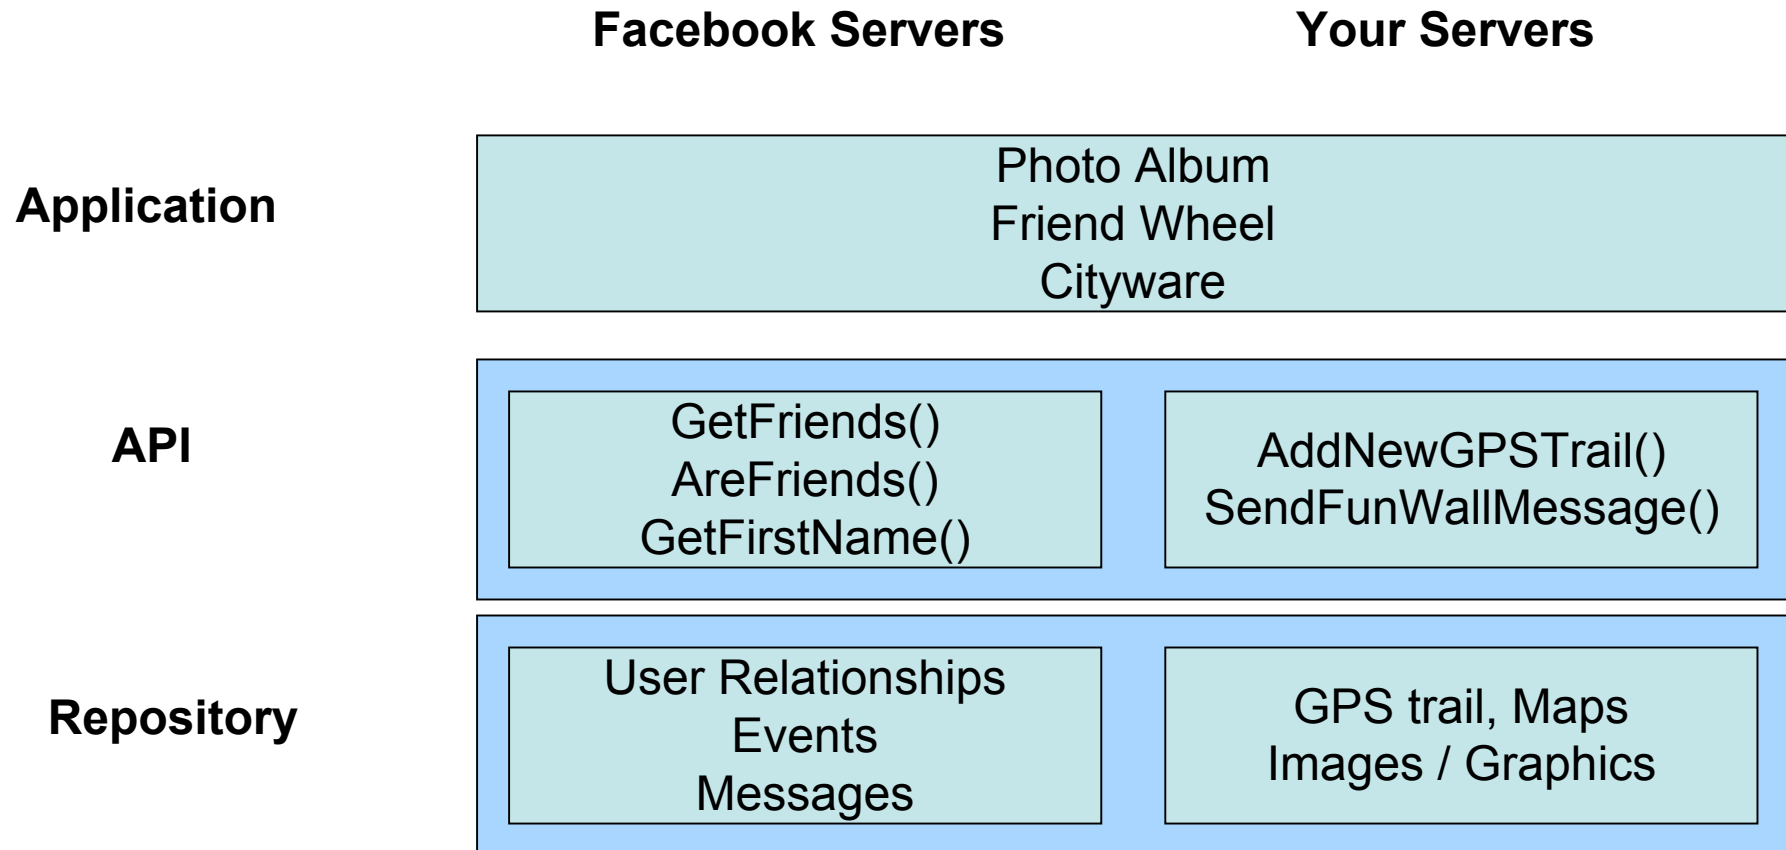 Facebook Servers
Your Servers
Application
Photo Album
Friend Wheel
Cityware
API
GetFriends()
AreFriends()
GetFirstName()
AddNewGPSTrail()
SendFunWallMessage()
Repository
User Relationships
Events
Messages
GPS trail, Maps
Images / Graphics